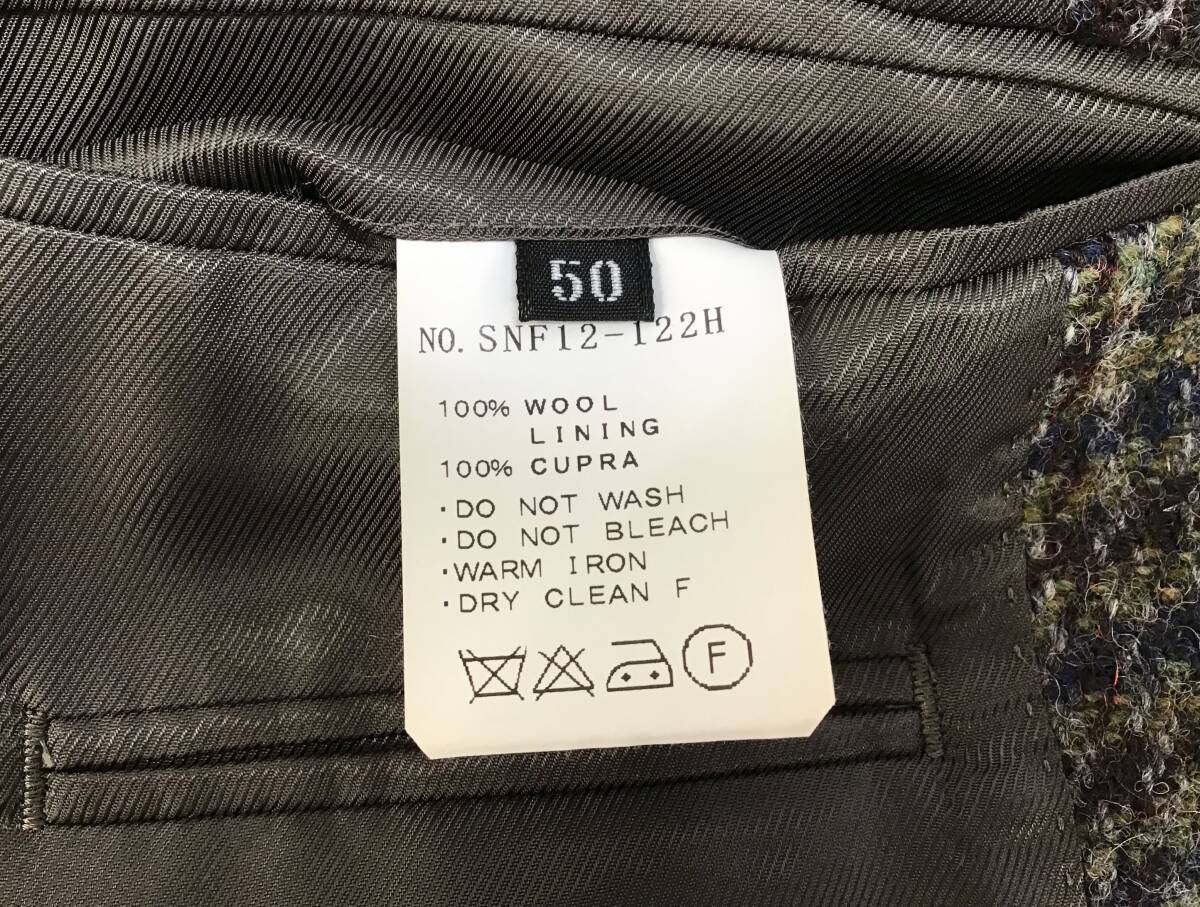 50
NO. SNF12-122H
100% WOOL
LINING
100% CUPRA
·DO NOT WASH
·DO NOT BLEACH
·WARM IRON
·DRY CLEAN F
F